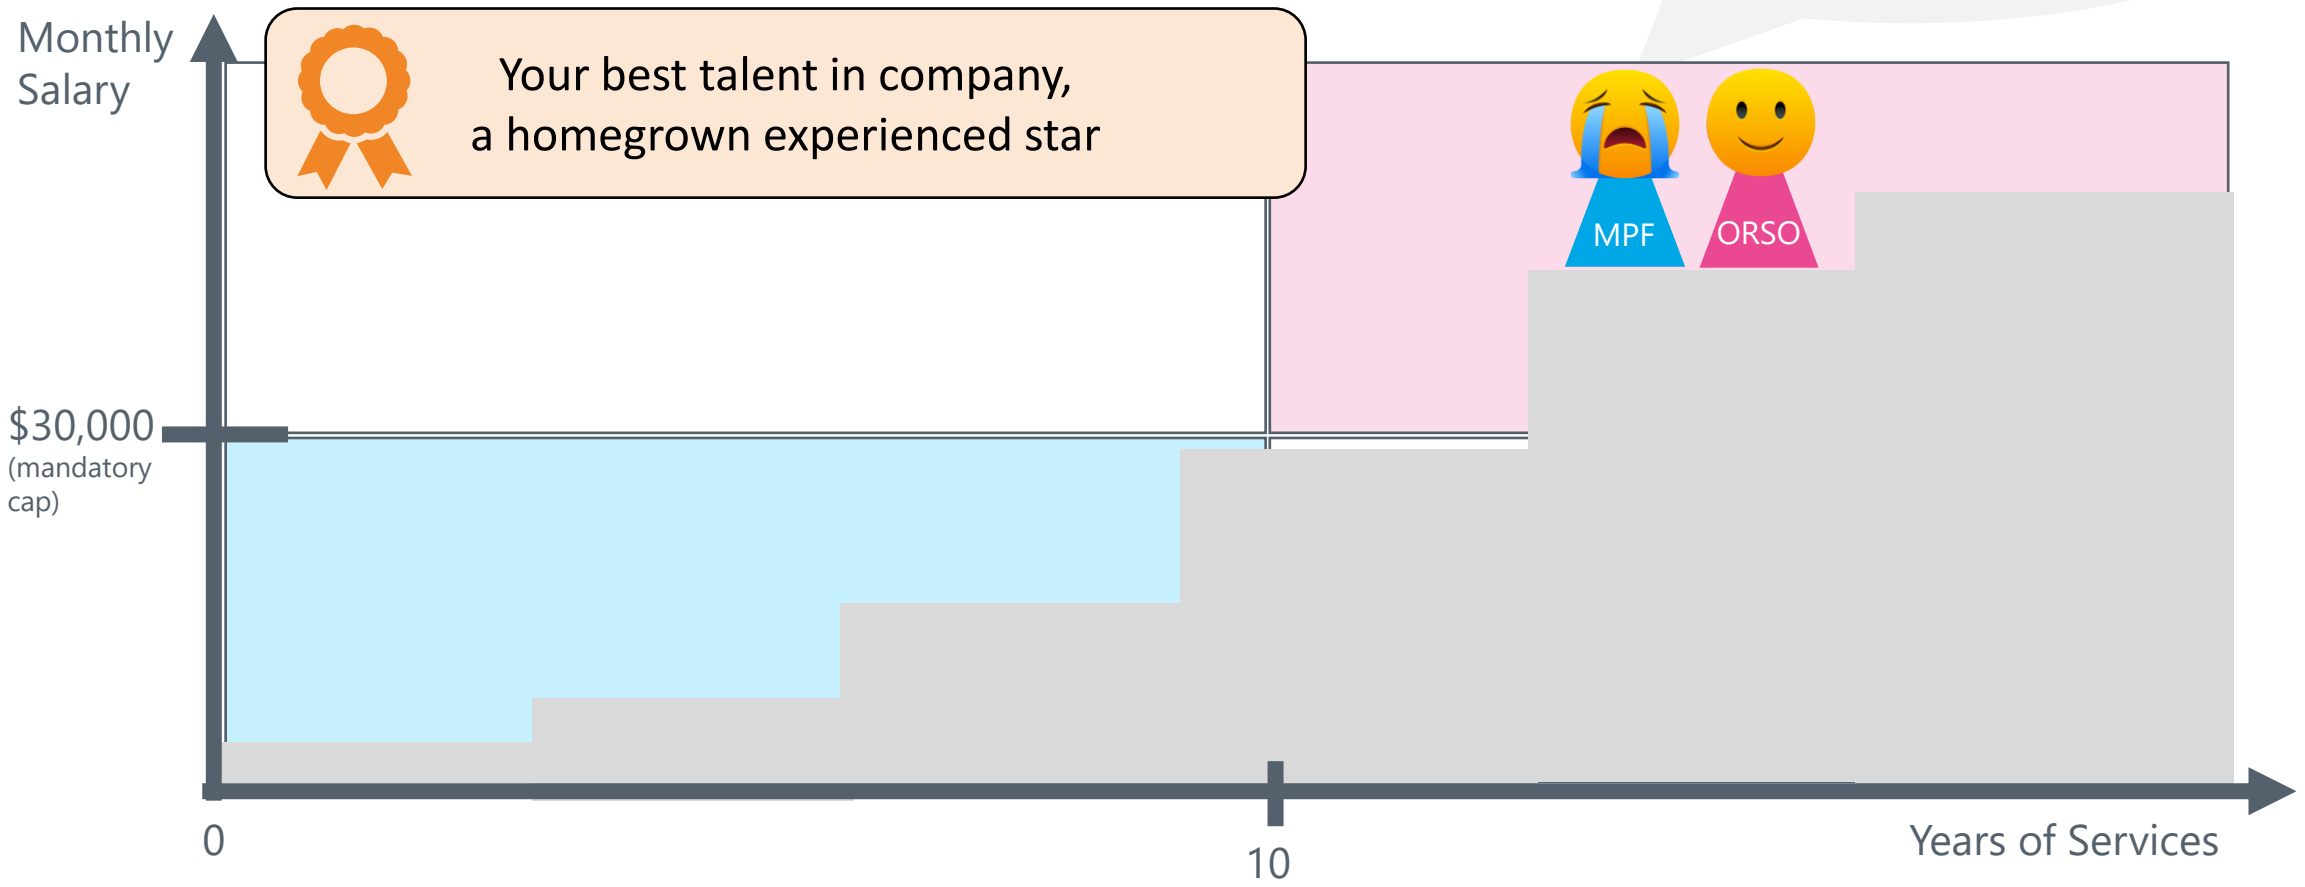 Monthly
Salary
Your best talent in company,
a homegrown experienced star
MPF
ORSO
$30,000
(mandatory
cap)
0
10
Years of Services